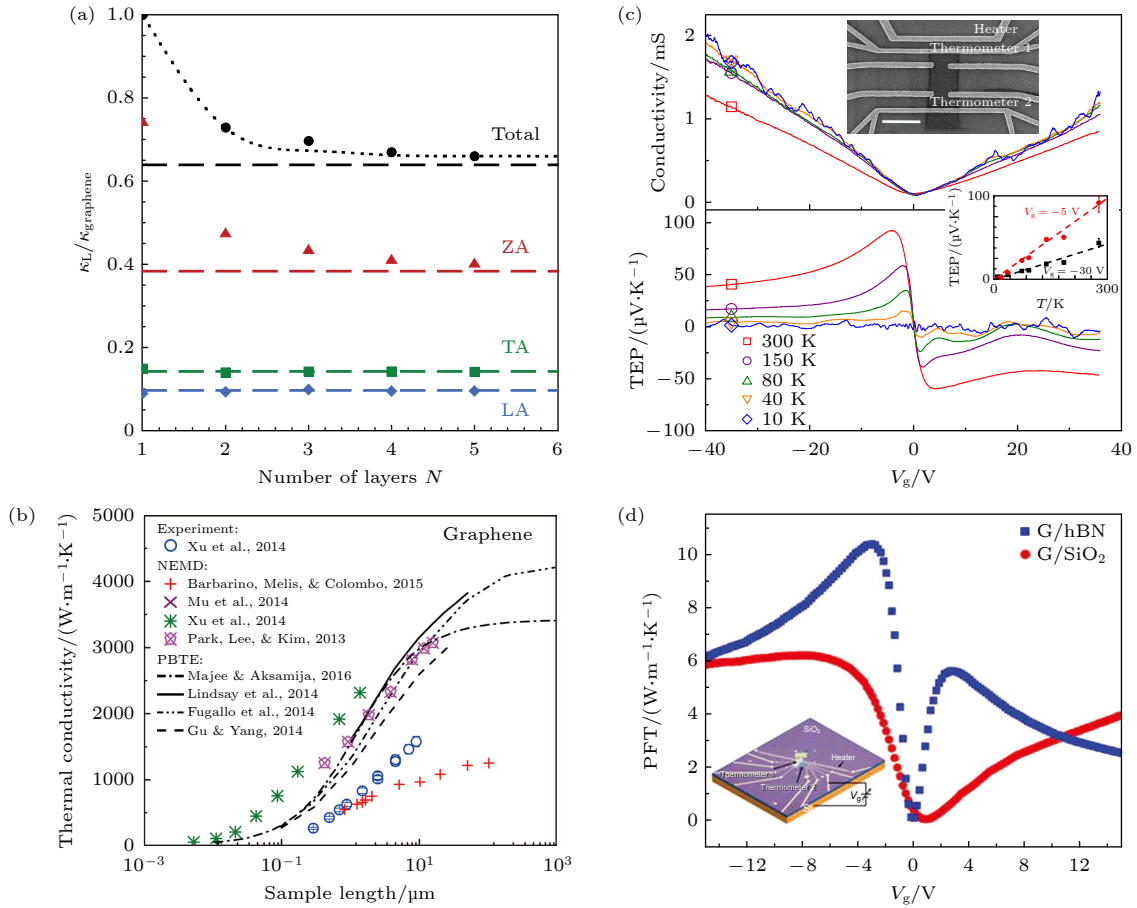 (a)
1.0
0.8
0.6
0.4
0.2
0
κL/κgraphene
Total
ZA
TA
LA
1
2
3
4
5
6
Number of layers N
(b)
5000
4000
3000
2000
1000
0
Thermal conductivity/(W·m⁻¹·K⁻¹)
Graphene
Experiment:
Xu et al., 2014
NEMD:
Barbarino, Melis, & Colombo, 2015
Mu et al., 2014
Xu et al., 2014
Park, Lee, & Kim, 2013
PBTE:
Majee & Aksamija, 2016
Lindsay et al., 2014
Fugallo et al., 2014
Gu & Yang, 2014
10⁻³
10⁻¹
10¹
10³
Sample length/μm
(c)
2
1
0
Conductivity/mS
Heater
Thermometer 1
Thermometer 2
100
50
0
−50
−100
TEP/(μV·K⁻¹)
300 K
150 K
80 K
40 K
10 K
100
0
TEP/(μV·K⁻¹)
Vg = −5 V
Vg = −30 V
0
300
T/K
−40
−20
0
20
40
Vg/V
(d)
10
8
6
4
2
0
PFT/(W·m⁻¹·K⁻¹)
G/hBN
G/SiO₂
SiO₂
Heater
Thermometer 1
Thermometer 2
Vg
Si
−12
−8
−4
0
4
8
12
Vg/V